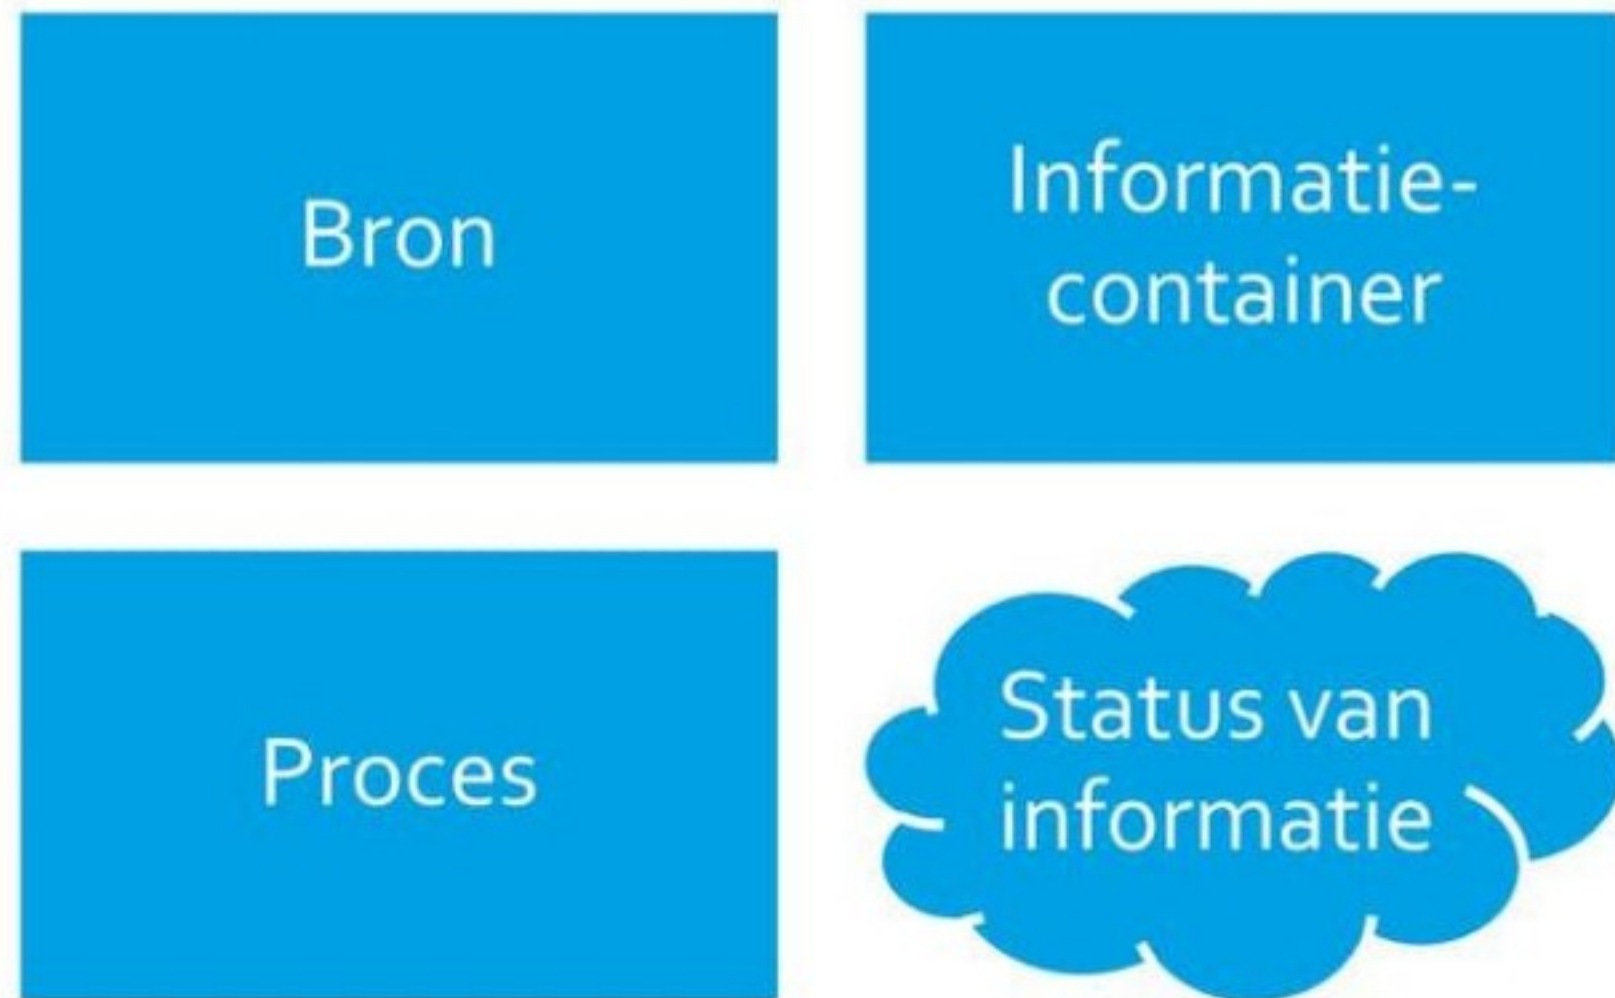 Bron
Informatie-
container
Proces
Status van
informatie